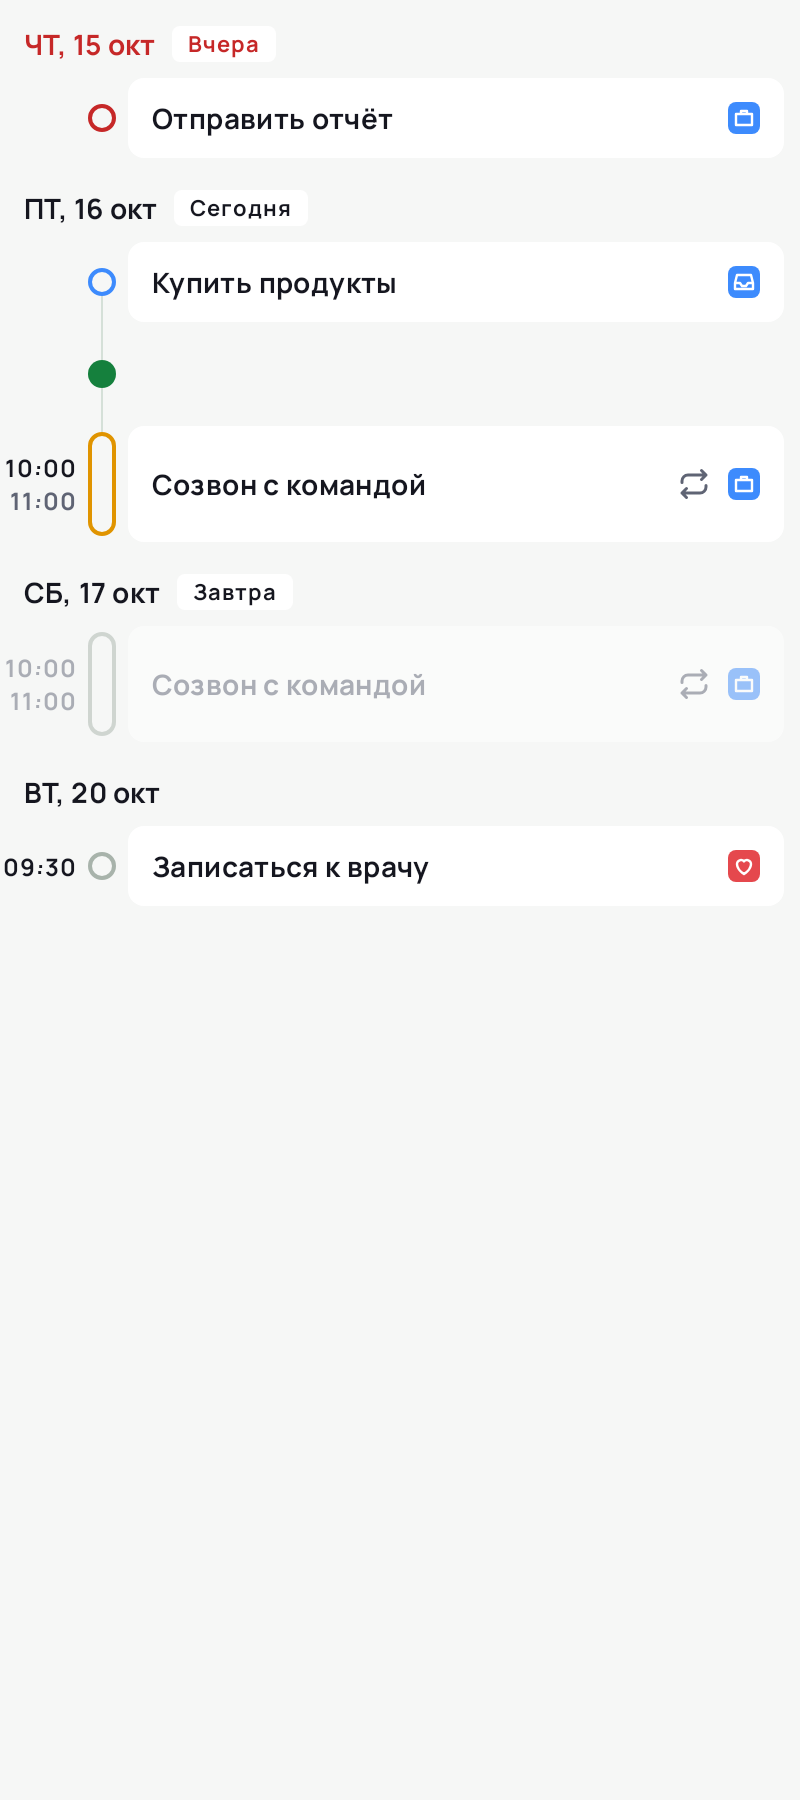 ЧТ, 15 окт Вчера
Отправить отчёт
ПТ, 16 окт Сегодня
Купить продукты
10:00
11:00
Созвон с командой
СБ, 17 окт Завтра
10:00
11:00
Созвон с командой
ВТ, 20 окт
09:30 Записаться к врачу